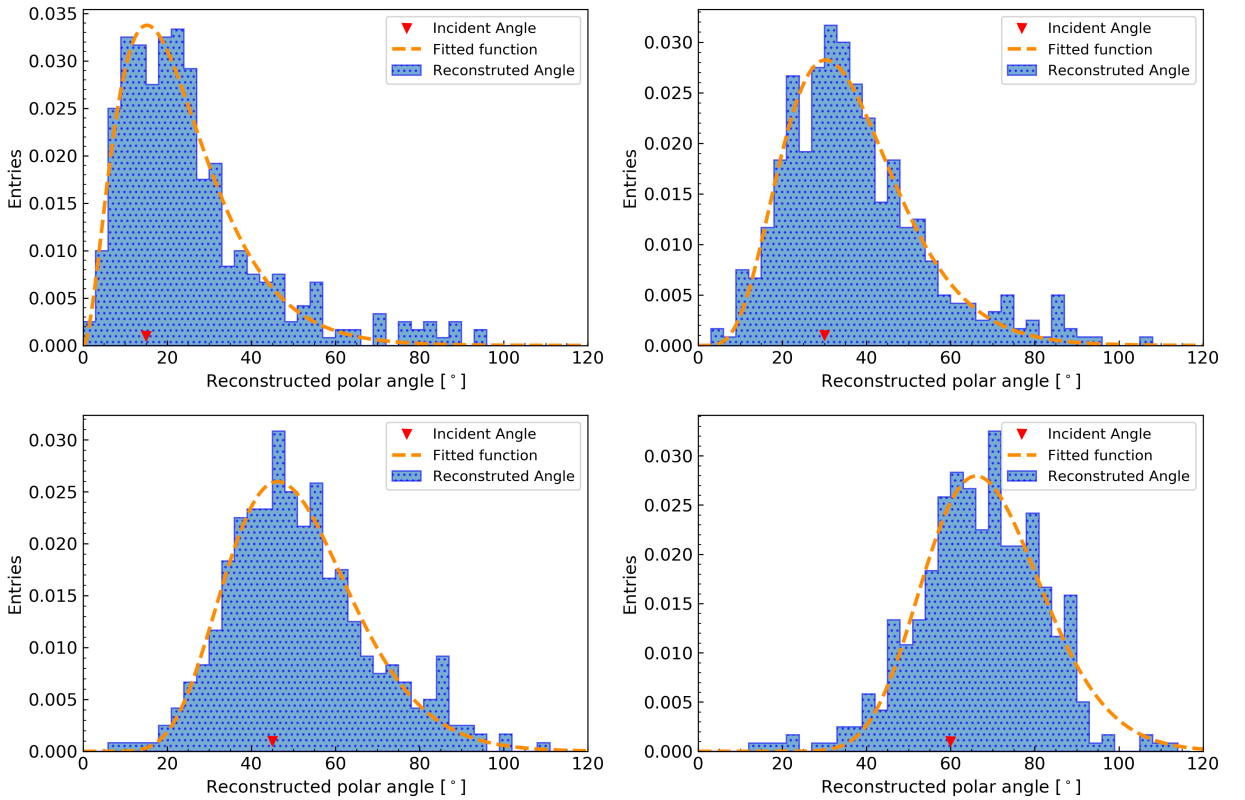 0.035
0.030
0.025
0.020
0.015
0.010
0.005
0.000
Entries
Incident Angle
Fitted function
Reconstruted Angle
0 20 40 60 80 100 120
Reconstructed polar angle [°]
0.030
0.025
0.020
0.015
0.010
0.005
0.000
Entries
Incident Angle
Fitted function
Reconstruted Angle
0 20 40 60 80 100 120
Reconstructed polar angle [°]
0.030
0.025
0.020
0.015
0.010
0.005
0.000
Entries
Incident Angle
Fitted function
Reconstruted Angle
0 20 40 60 80 100 120
Reconstructed polar angle [°]
0.030
0.025
0.020
0.015
0.010
0.005
0.000
Entries
Incident Angle
Fitted function
Reconstruted Angle
0 20 40 60 80 100 120
Reconstructed polar angle [°]